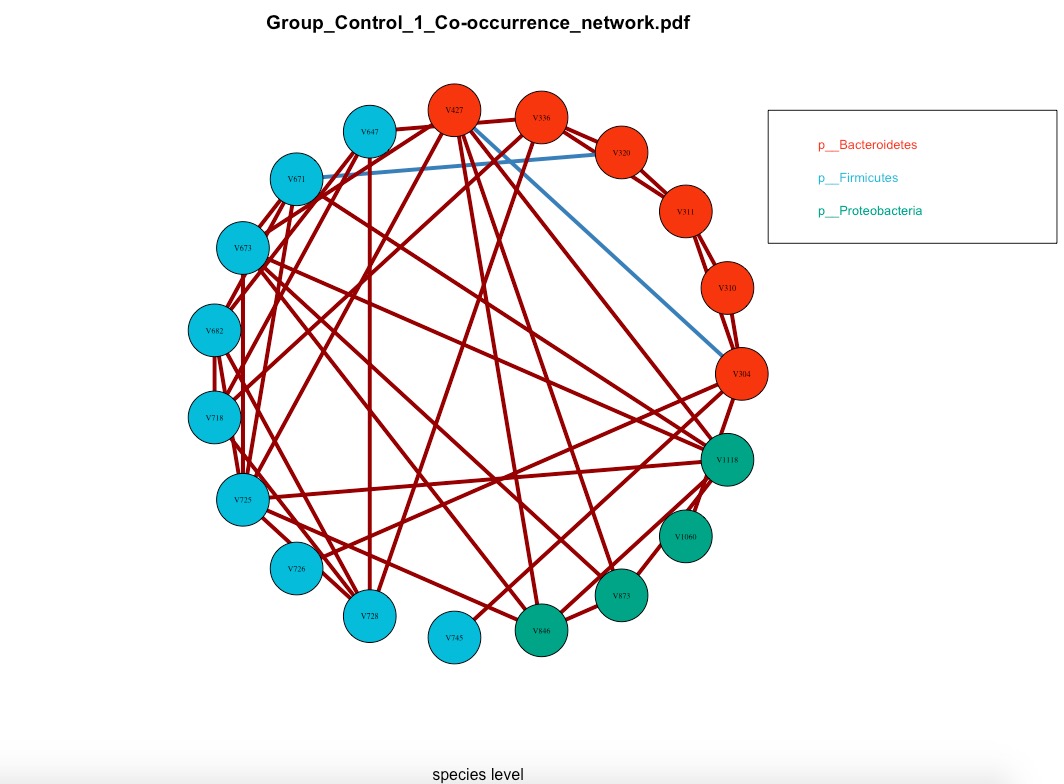 Group_Control_1_Co-occurrence_network.pdf
p__Bacteroidetes
p__Firmicutes
p__Proteobacteria
V427
V336
V647
V320
V671
V311
V673
V310
V682
V304
V718
V1118
V725
V1060
V726
V873
V728
V846
V745
species level